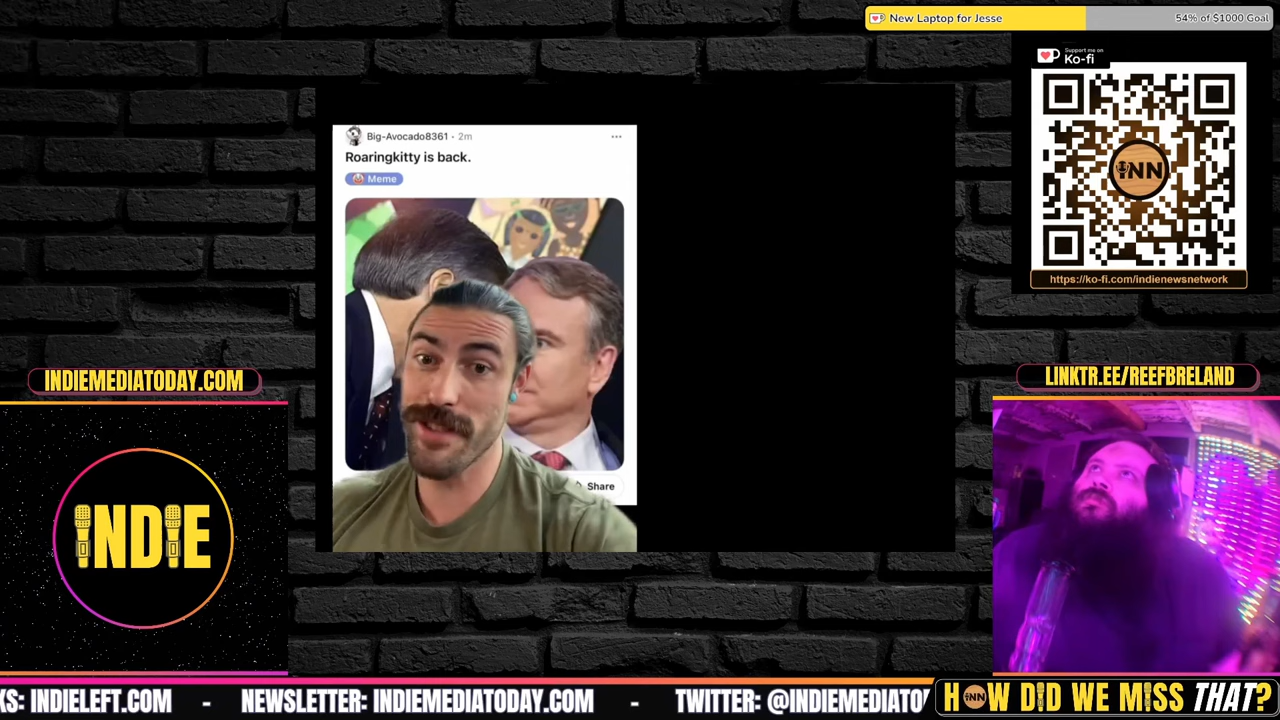 New Laptop for Jesse
54% of $1000 Goal
Support me on
Ko-fi
iNN
https://ko-fi.com/indienewsnetwork
Big-Avocado8361 · 2m
Roaringkitty is back.
Meme
Share
INDIEMEDIATODAY.COM
INDIE
LINKTR.EE/REEFBRELAND
KS: INDIELEFT.COM - NEWSLETTER: INDIEMEDIATODAY.COM - TWITTER: @INDIEMEDIATO
HOW DID WE MISS THAT?